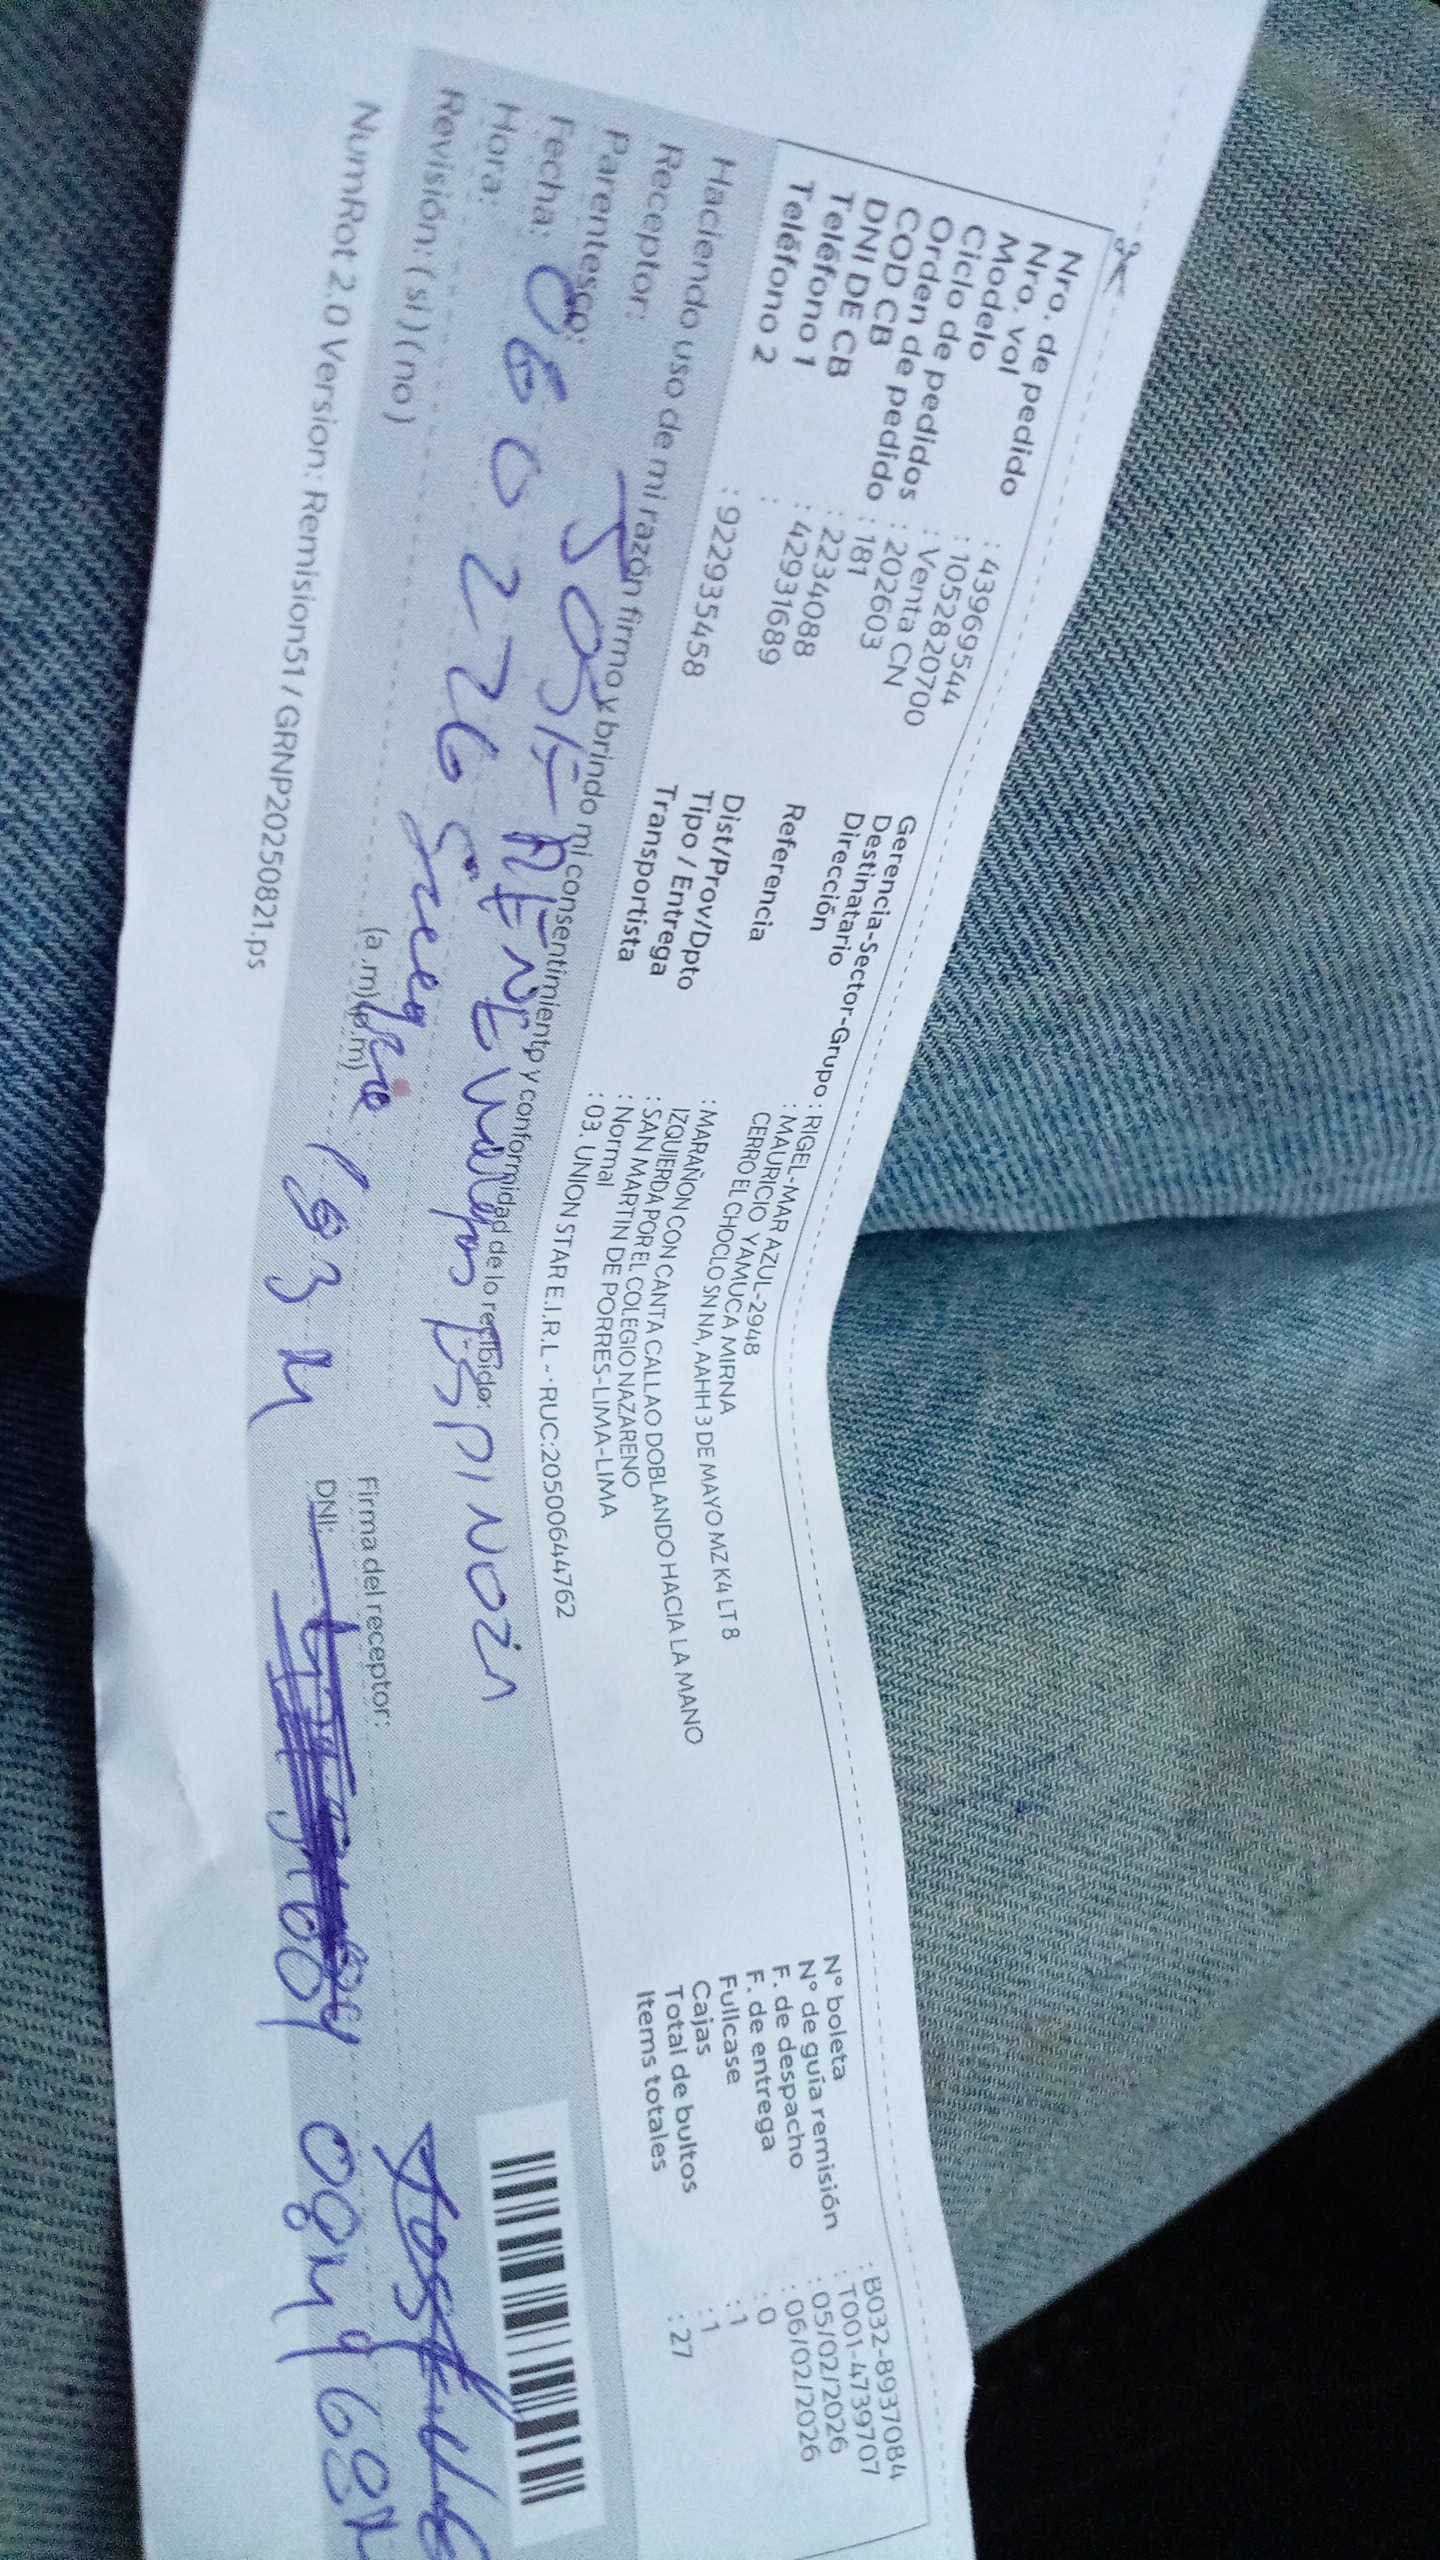 Nro. de pedido : 43969544
Nro. vol : 1052820700
Modelo : Venta CN
Ciclo de pedidos : 202603
Orden de pedido : 181
COD CB : 2234088
DNI DE CB : 42931689
Teléfono 1 :
Teléfono 2 : 922935458
Gerencia-Sector-Grupo : RIGEL-MAR AZUL-2948
Destinatario : MAURICIO YAMUCA MIRNA
Dirección CERRO EL CHOCLO SN NA, AAHH 3 DE MAYO MZ K4 LT 8
Referencia : MARAÑON CON CANTA CALLAO DOBLANDO HACIA LA MANO
IZQUIERDA POR EL COLEGIO NAZARENO
Dist/Prov/Dpto : SAN MARTIN DE PORRES-LIMA-LIMA
Tipo / Entrega : Normal
Transportista : 03. UNION STAR E.I.R.L - RUC:20500644762
N° boleta : B032-8937084
N° de guía remisión : T001-4739707
F. de despacho : 05/02/2026
F. de entrega : 06/02/2026
Fullcase : 0
Cajas : 1
Total de bultos : 1
Items totales : 27
Haciendo uso de mi razón firmo y brindo mi consentimiento y conformidad de lo recibido:
Receptor: JOSE RENE ESPINOZA
Parentesco:
Fecha: 06 02 26
Hora: (a.m) (p.m)
Revisión: (si) (no)
Firma del receptor:
DNI:
NumRot 2.0 Version: Remision51 / GRNP20250821.ps